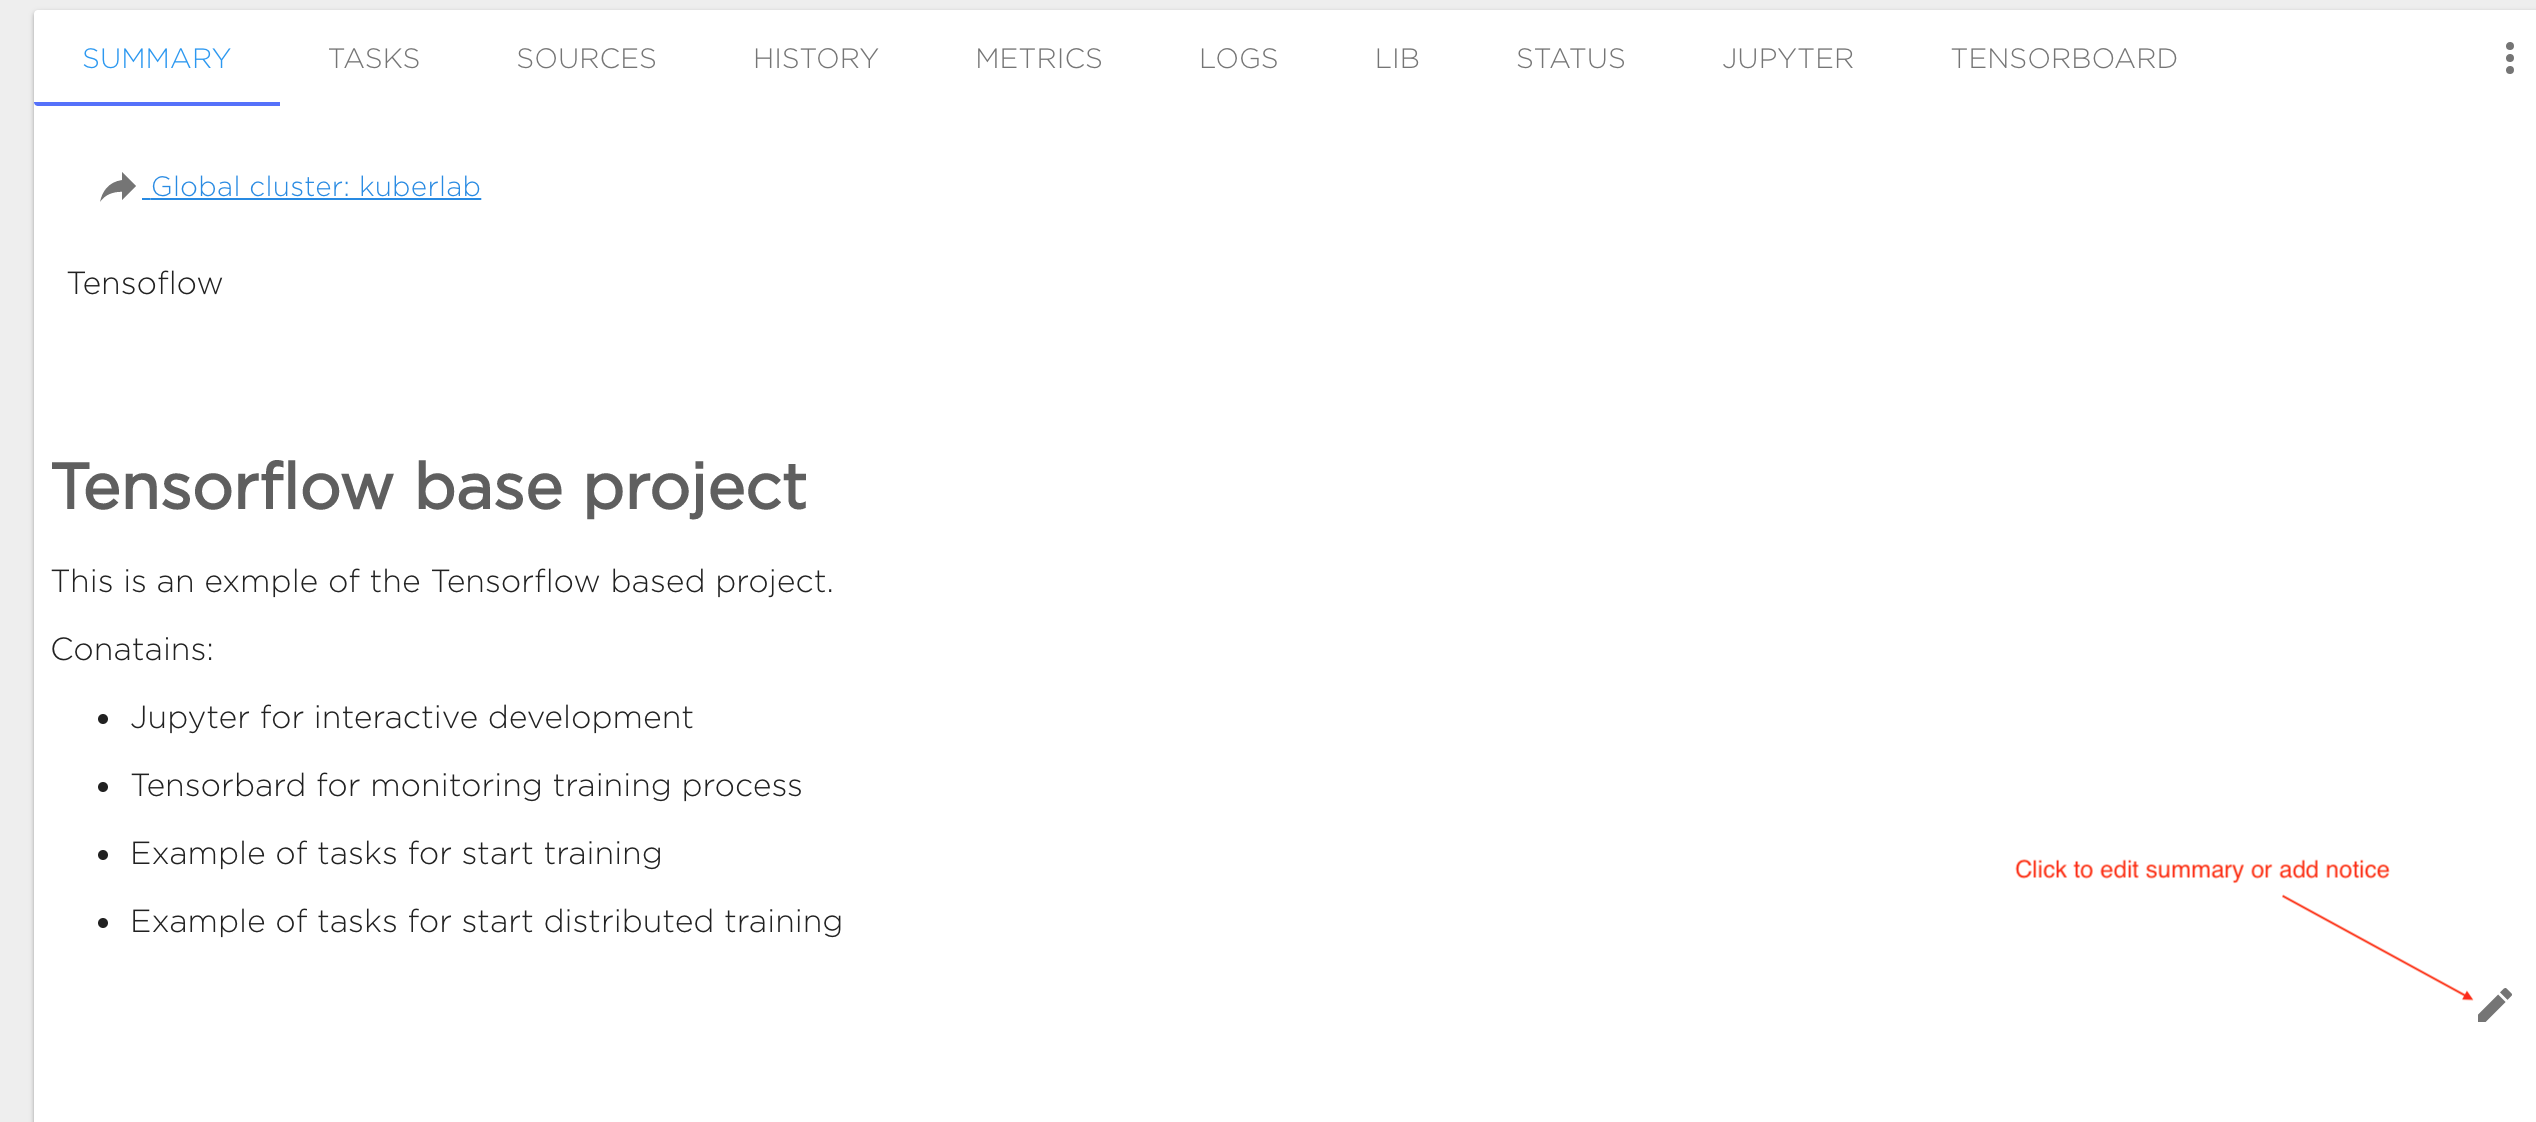 SUMMARY TASKS SOURCES HISTORY METRICS LOGS LIB STATUS JUPYTER TENSORBOARD
Global cluster: kuberlab
Tensoflow
Tensorflow base project
This is an exmple of the Tensorflow based project.
Conatains:
Jupyter for interactive development
Tensorbard for monitoring training process
Example of tasks for start training
Example of tasks for start distributed training
Click to edit summary or add notice